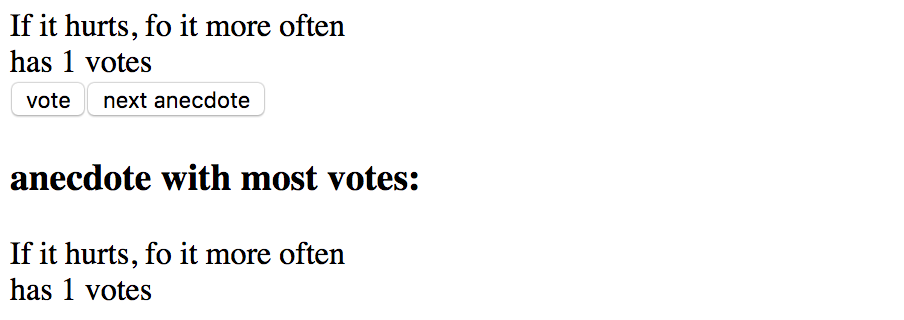 If it hurts, fo it more often
has 1 votes
vote next anecdote
anecdote with most votes:
If it hurts, fo it more often
has 1 votes